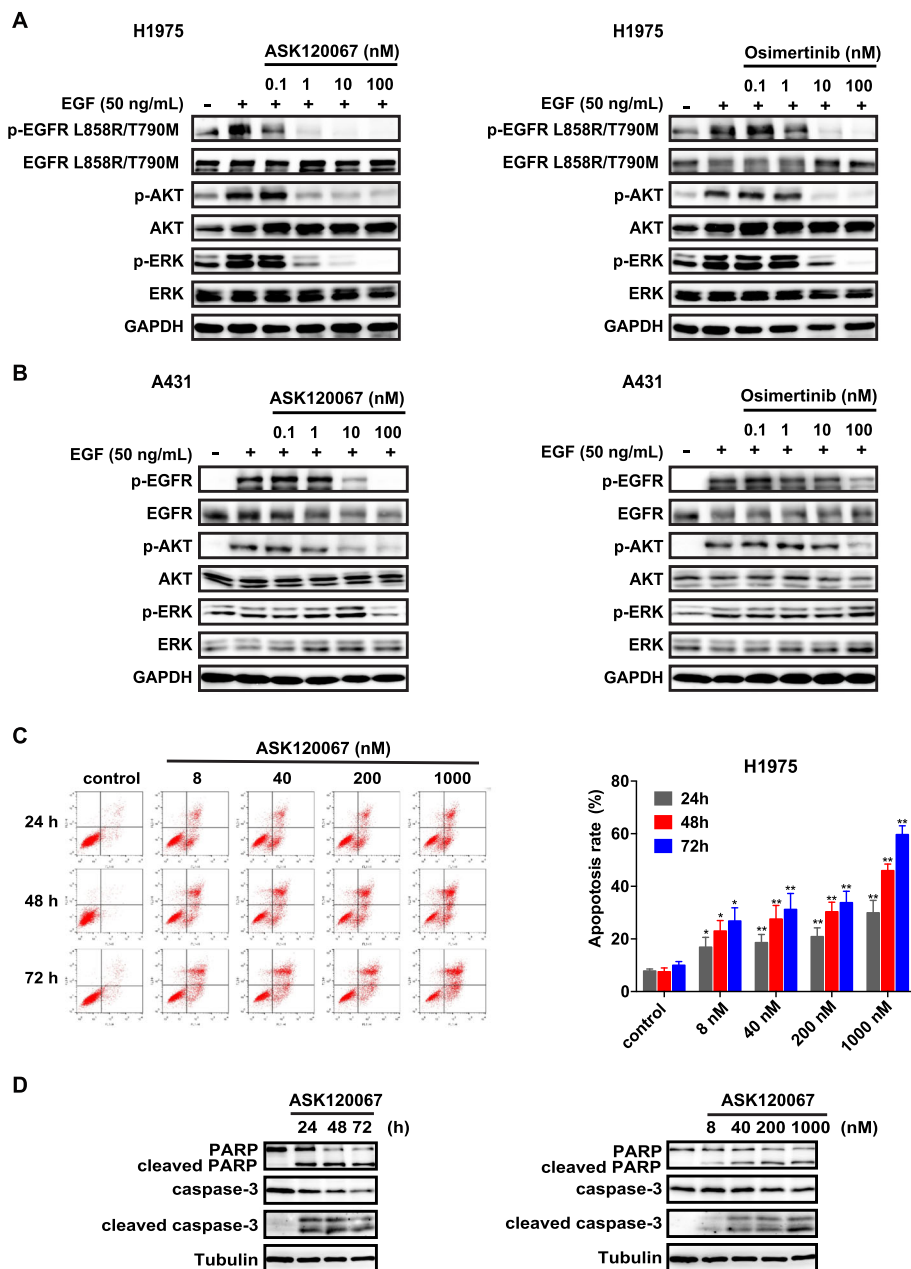 A
H1975
ASK120067 (nM)
0.1 1 10 100
EGF (50 ng/mL) - + + + + +
p-EGFR L858R/T790M
EGFR L858R/T790M
p-AKT
AKT
p-ERK
ERK
GAPDH
H1975
Osimertinib (nM)
0.1 1 10 100
EGF (50 ng/mL) - + + + + +
p-EGFR L858R/T790M
EGFR L858R/T790M
p-AKT
AKT
p-ERK
ERK
GAPDH
B
A431
ASK120067 (nM)
0.1 1 10 100
EGF (50 ng/mL) - + + + + +
p-EGFR
EGFR
p-AKT
AKT
p-ERK
ERK
GAPDH
A431
Osimertinib (nM)
0.1 1 10 100
EGF (50 ng/mL) - + + + + +
p-EGFR
EGFR
p-AKT
AKT
p-ERK
ERK
GAPDH
C
ASK120067 (nM)
control 8 40 200 1000
24 h
48 h
72 h
H1975
Apopotosis rate (%)
80
60
40
20
0
24h
48h
72h
* * * ** ** ** ** ** ** ** ** **
control 8 nM 40 nM 200 nM 1000 nM
D
ASK120067
24 48 72 (h)
PARP
cleaved PARP
caspase-3
cleaved caspase-3
Tubulin
ASK120067
8 40 200 1000 (nM)
PARP
cleaved PARP
caspase-3
cleaved caspase-3
Tubulin